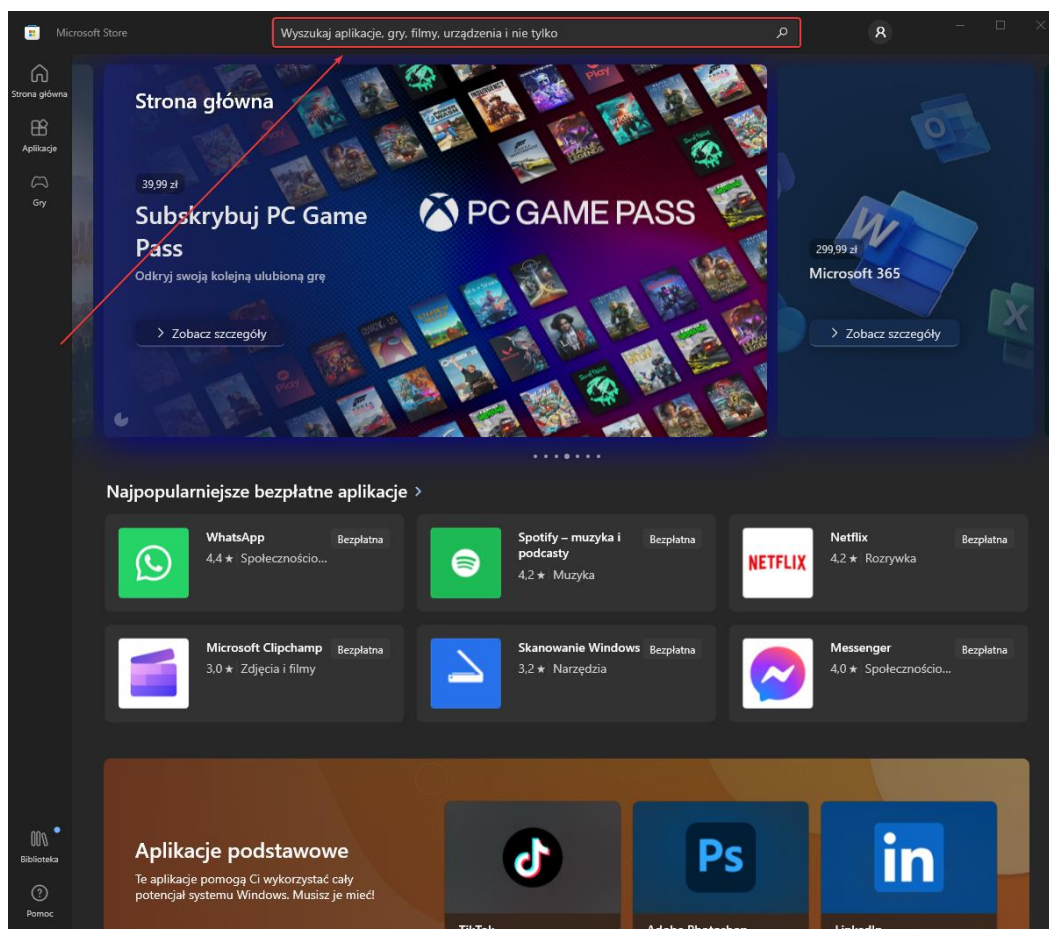 Microsoft Store
Wyszukaj aplikacje, gry, filmy, urządzenia i nie tylko
Strona główna
Aplikacje
Gry
Strona główna
39,99 zł
Subskrybuj PC Game
Pass
Odkryj swoją kolejną ulubioną grę
Zobacz szczegóły
PC GAME PASS
299,99 zł
Microsoft 365
Zobacz szczegóły
Najpopularniejsze bezpłatne aplikacje
WhatsApp
Bezpłatna
4,4 ★ Społecznościo...
Spotify – muzyka i
podcasty
Bezpłatna
4,2 ★ Muzyka
NETFLIX
Netflix
Bezpłatna
4,2 ★ Rozrywka
Microsoft Clipchamp
Bezpłatna
3,0 ★ Zdjęcia i filmy
Skanowanie Windows
Bezpłatna
3,2 ★ Narzędzia
Messenger
Bezpłatna
4,0 ★ Społecznościo...
Biblioteka
Pomoc
Aplikacje podstawowe
Te aplikacje pomogą Ci wykorzystać cały
potencjał systemu Windows. Musisz je mieć!
Ps
in
TikTok
Adobe Photoshop
LinkedIn